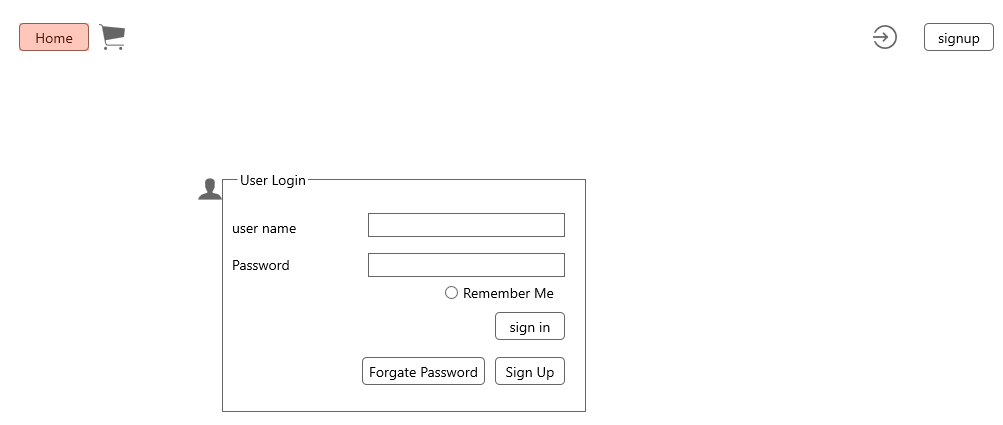 Home
signup
User Login
user name
Password
Remember Me
sign in
Forgate Password
Sign Up